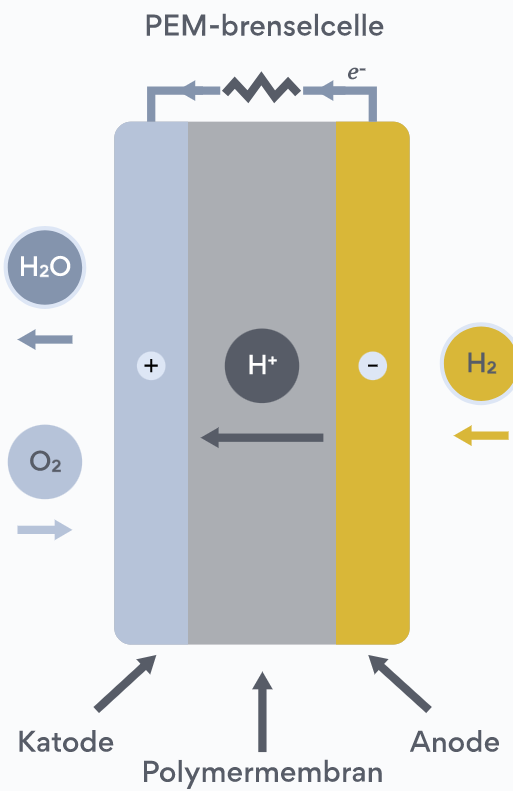 PEM-brenselcelle
e-
H₂O
+
H⁺
-
H₂
O₂
Katode
Polymermembran
Anode